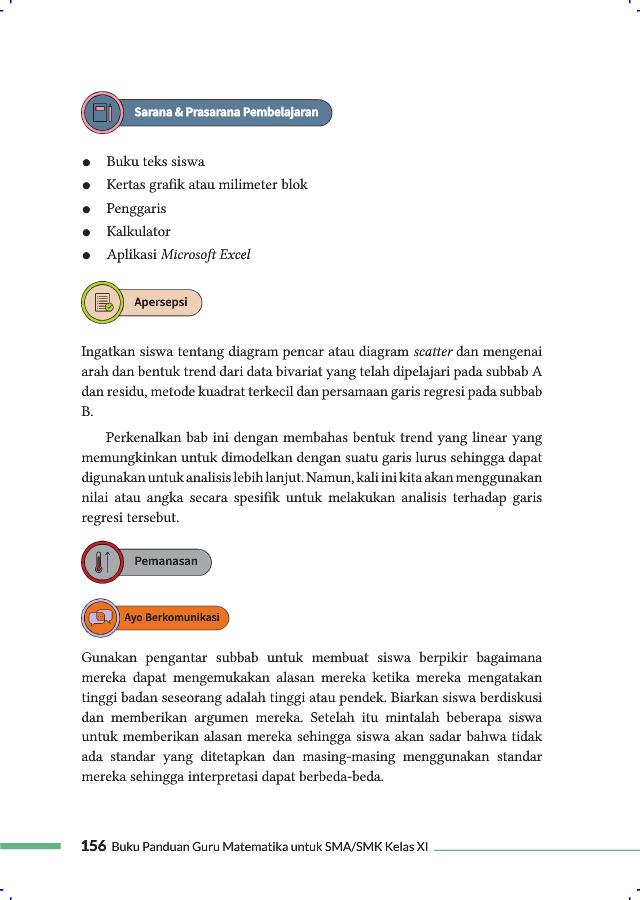 Sarana & Prasarana Pembelajaran
● Buku teks siswa
● Kertas grafik atau milimeter blok
● Penggaris
● Kalkulator
● Aplikasi Microsoft Excel
Apersepsi
Ingatkan siswa tentang diagram pencar atau diagram scatter dan mengenai
arah dan bentuk trend dari data bivariat yang telah dipelajari pada subbab A
dan residu, metode kuadrat terkecil dan persamaan garis regresi pada subbab
B.
Perkenalkan bab ini dengan membahas bentuk trend yang linear yang
memungkinkan untuk dimodelkan dengan suatu garis lurus sehingga dapat
digunakan untuk analisis lebih lanjut. Namun, kali ini kita akan menggunakan
nilai atau angka secara spesifik untuk melakukan analisis terhadap garis
regresi tersebut.
Pemanasan
Ayo Berkomunikasi
Gunakan pengantar subbab untuk membuat siswa berpikir bagaimana
mereka dapat mengemukakan alasan mereka ketika mereka mengatakan
tinggi badan seseorang adalah tinggi atau pendek. Biarkan siswa berdiskusi
dan memberikan argumen mereka. Setelah itu mintalah beberapa siswa
untuk memberikan alasan mereka sehingga siswa akan sadar bahwa tidak
ada standar yang ditetapkan dan masing-masing menggunakan standar
mereka sehingga interpretasi dapat berbeda-beda.
156 Buku Panduan Guru Matematika untuk SMA/SMK Kelas XI